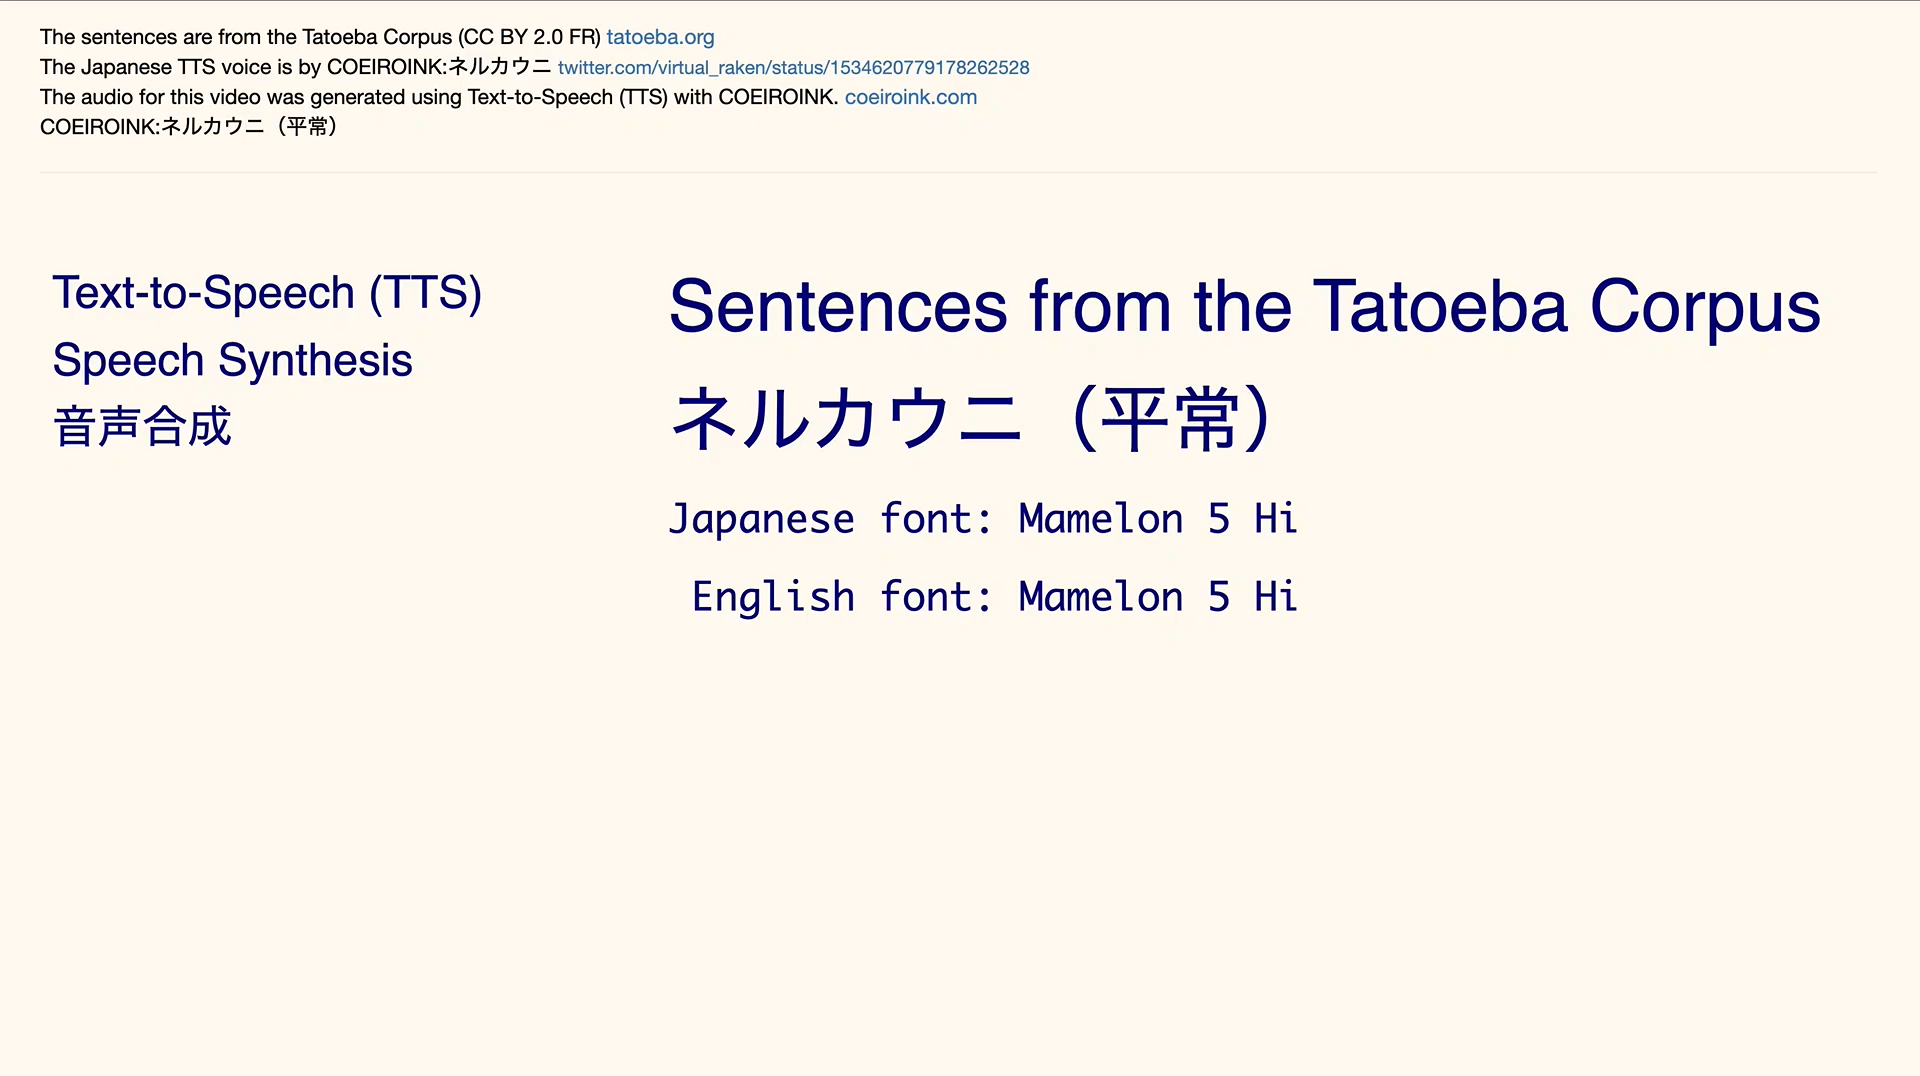 The sentences are from the Tatoeba Corpus (CC BY 2.0 FR) tatoeba.org
The Japanese TTS voice is by COEIROINK:ネルカウニ twitter.com/virtual_raken/status/1534620779178262528
The audio for this video was generated using Text-to-Speech (TTS) with COEIROINK. coeiroink.com
COEIROINK:ネルカウニ（平常）
Text-to-Speech (TTS)
Speech Synthesis
音声合成
Sentences from the Tatoeba Corpus
ネルカウニ（平常）
Japanese font: Mamelon 5 Hi
English font: Mamelon 5 Hi